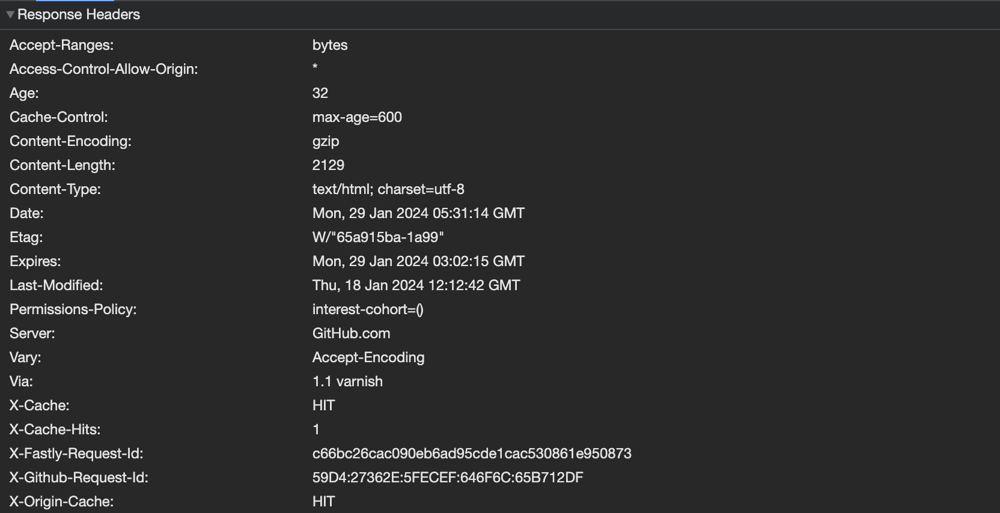 Response Headers
Accept-Ranges: bytes
Access-Control-Allow-Origin: *
Age: 32
Cache-Control: max-age=600
Content-Encoding: gzip
Content-Length: 2129
Content-Type: text/html; charset=utf-8
Date: Mon, 29 Jan 2024 05:31:14 GMT
Etag: W/"65a915ba-1a99"
Expires: Mon, 29 Jan 2024 03:02:15 GMT
Last-Modified: Thu, 18 Jan 2024 12:12:42 GMT
Permissions-Policy: interest-cohort=()
Server: GitHub.com
Vary: Accept-Encoding
Via: 1.1 varnish
X-Cache: HIT
X-Cache-Hits: 1
X-Fastly-Request-Id: c66bc26cac090eb6ad95cde1cac530861e950873
X-Github-Request-Id: 59D4:27362E:5FECEF:646F6C:65B712DF
X-Origin-Cache: HIT